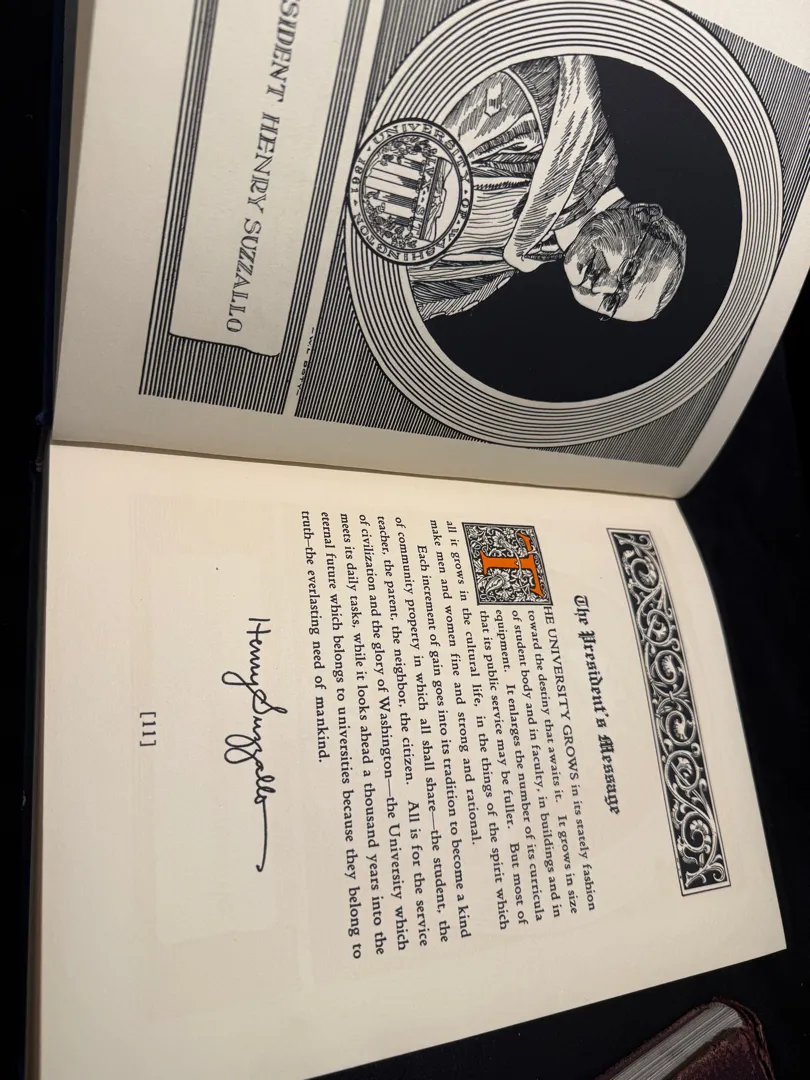 UNIVERSITY OF WASHINGTON
1861
LVX SIT
SIDENT HENRY SUZZALLO
The President's Message
THE UNIVERSITY GROWS in its stately fashion
toward the destiny that awaits it. It grows in size
of student body and in faculty, in buildings and in
equipment. It enlarges the number of its curricula
that its public service may be fuller. But most of
all it grows in the cultural life, in the things of the spirit which
make men and women fine and strong and rational.
Each increment of gain goes into its tradition to become a kind
of community property in which all shall share—the student, the
teacher, the parent, the neighbor, the citizen. All is for the service
of civilization and the glory of Washington—the University which
meets its daily tasks, while it looks ahead a thousand years into the
eternal future which belongs to universities because they belong to
truth—the everlasting need of mankind.
Henry Suzzallo
[11]